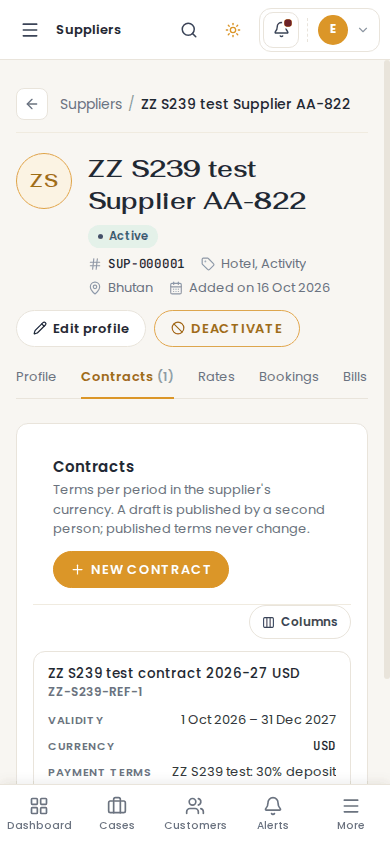 Suppliers
E
Suppliers / ZZ S239 test Supplier AA-822
ZS
ZZ S239 test
Supplier AA-822
Active
SUP-000001 Hotel, Activity
Bhutan Added on 16 Oct 2026
Edit profile DEACTIVATE
Profile Contracts (1) Rates Bookings Bills
Contracts
Terms per period in the supplier's
currency. A draft is published by a second
person; published terms never change.
+ NEW CONTRACT
Columns
ZZ S239 test contract 2026-27 USD
ZZ-S239-REF-1
VALIDITY 1 Oct 2026 – 31 Dec 2027
CURRENCY USD
PAYMENT TERMS ZZ S239 test: 30% deposit
Dashboard Cases Customers Alerts More